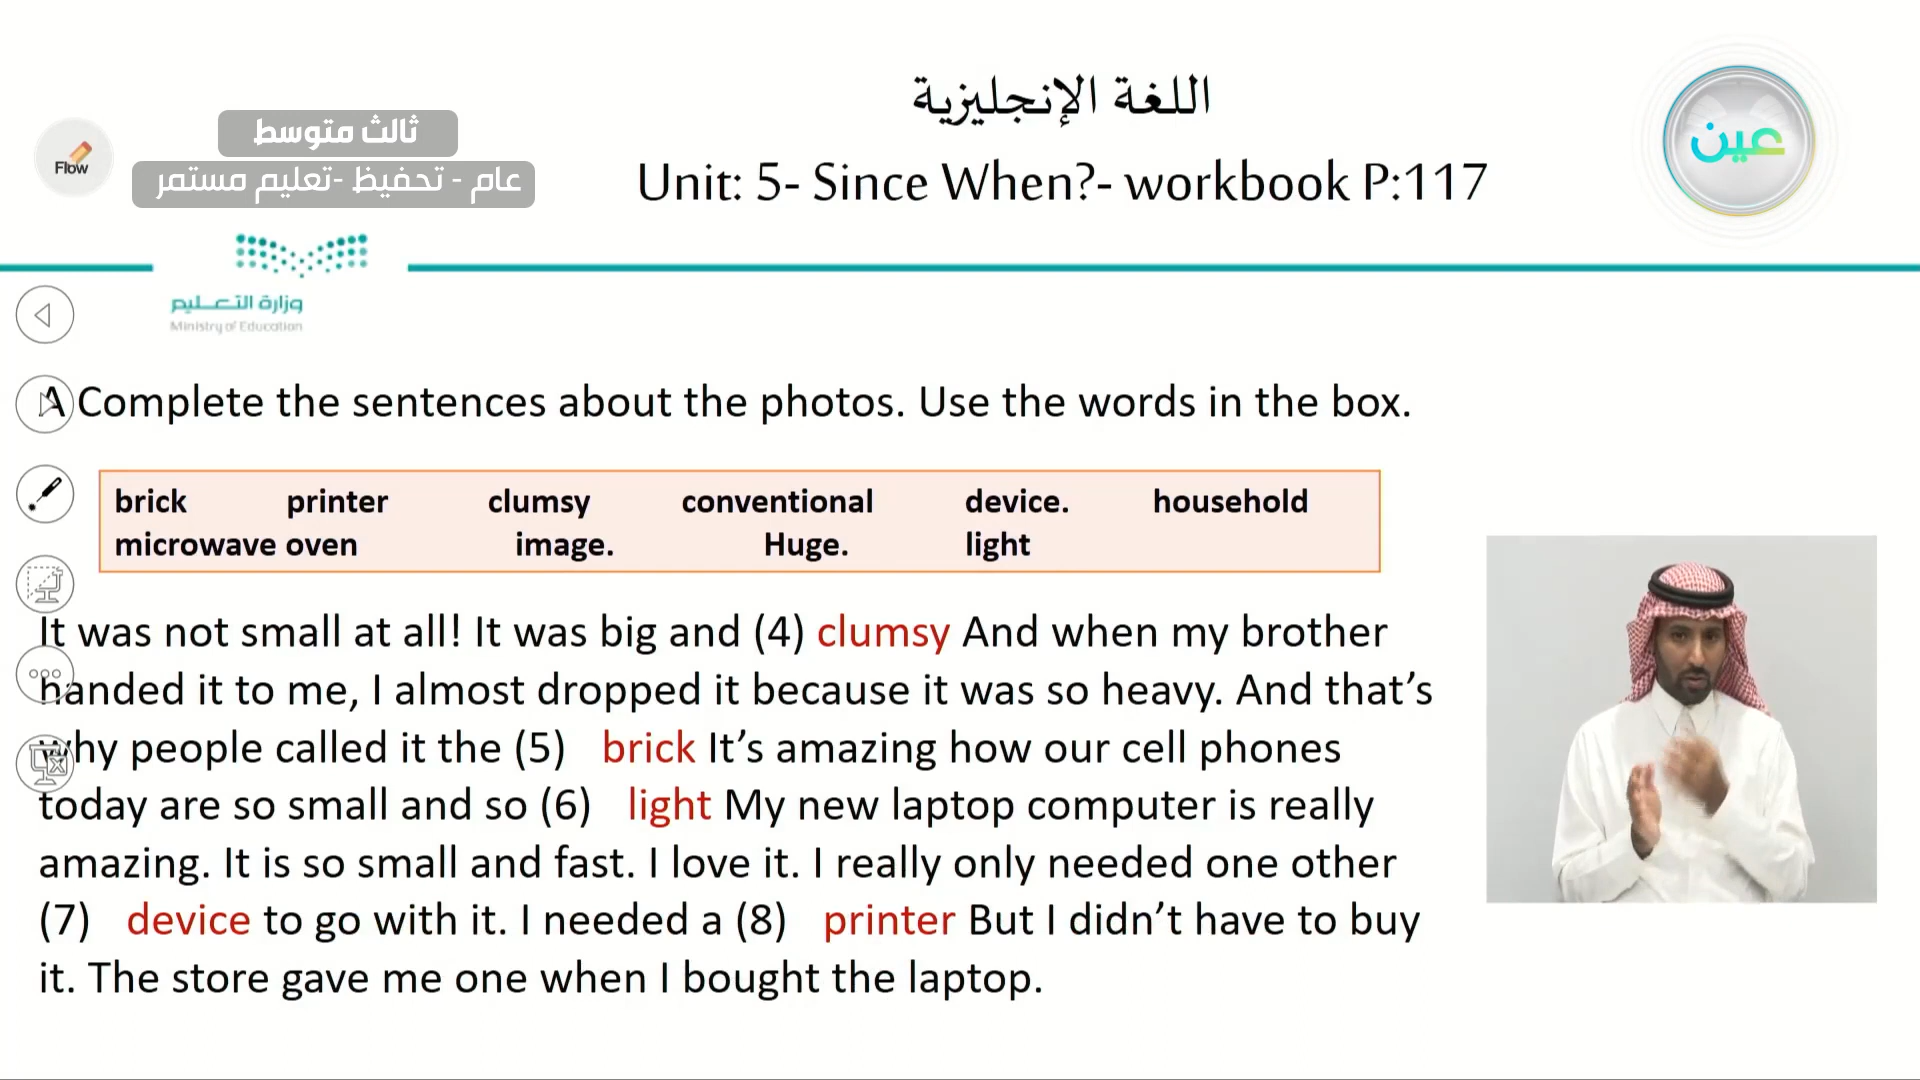 اللغة الإنجليزية
عين
ثالث متوسط
Flow
عام - تحفيظ -تعليم مستمر
Unit: 5- Since When?- workbook P:117
وزارة التعليم
Ministry of Education
A Complete the sentences about the photos. Use the words in the box.
brick printer clumsy conventional device. household
microwave oven image. Huge. light
It was not small at all! It was big and (4) clumsy And when my brother
handed it to me, I almost dropped it because it was so heavy. And that’s
why people called it the (5) brick It’s amazing how our cell phones
today are so small and so (6) light My new laptop computer is really
amazing. It is so small and fast. I love it. I really only needed one other
(7) device to go with it. I needed a (8) printer But I didn’t have to buy
it. The store gave me one when I bought the laptop.